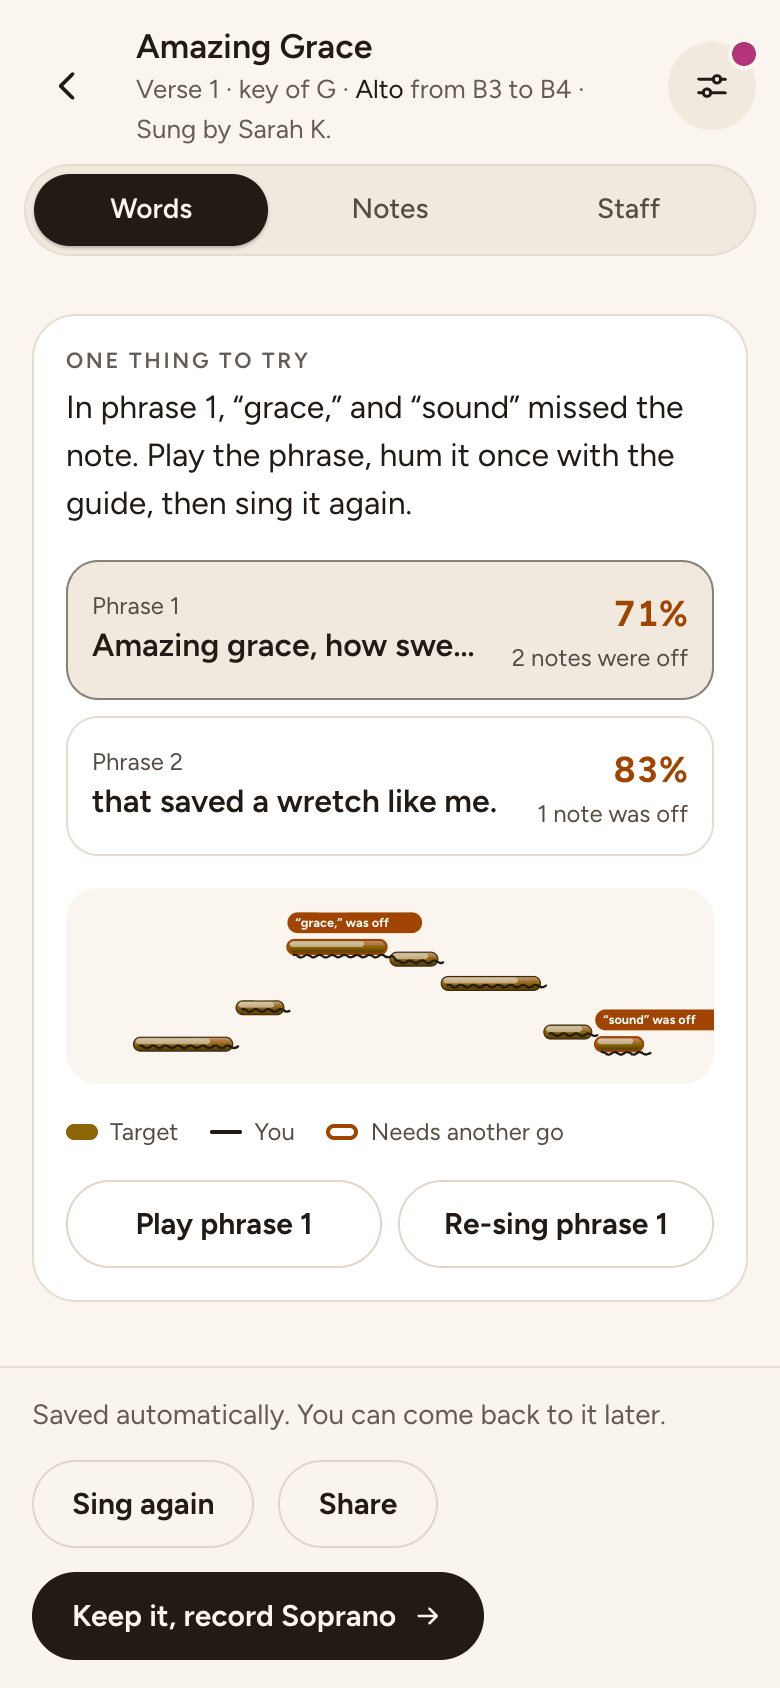 Amazing Grace
Verse 1 · key of G · Alto from B3 to B4 ·
Sung by Sarah K.
Words
Notes
Staff
ONE THING TO TRY
In phrase 1, “grace,” and “sound” missed the
note. Play the phrase, hum it once with the
guide, then sing it again.
Phrase 1
Amazing grace, how swe...
71%
2 notes were off
Phrase 2
that saved a wretch like me.
83%
1 note was off
“grace,” was off
“sound” was off
Target
You
Needs another go
Play phrase 1
Re-sing phrase 1
Saved automatically. You can come back to it later.
Sing again
Share
Keep it, record Soprano →